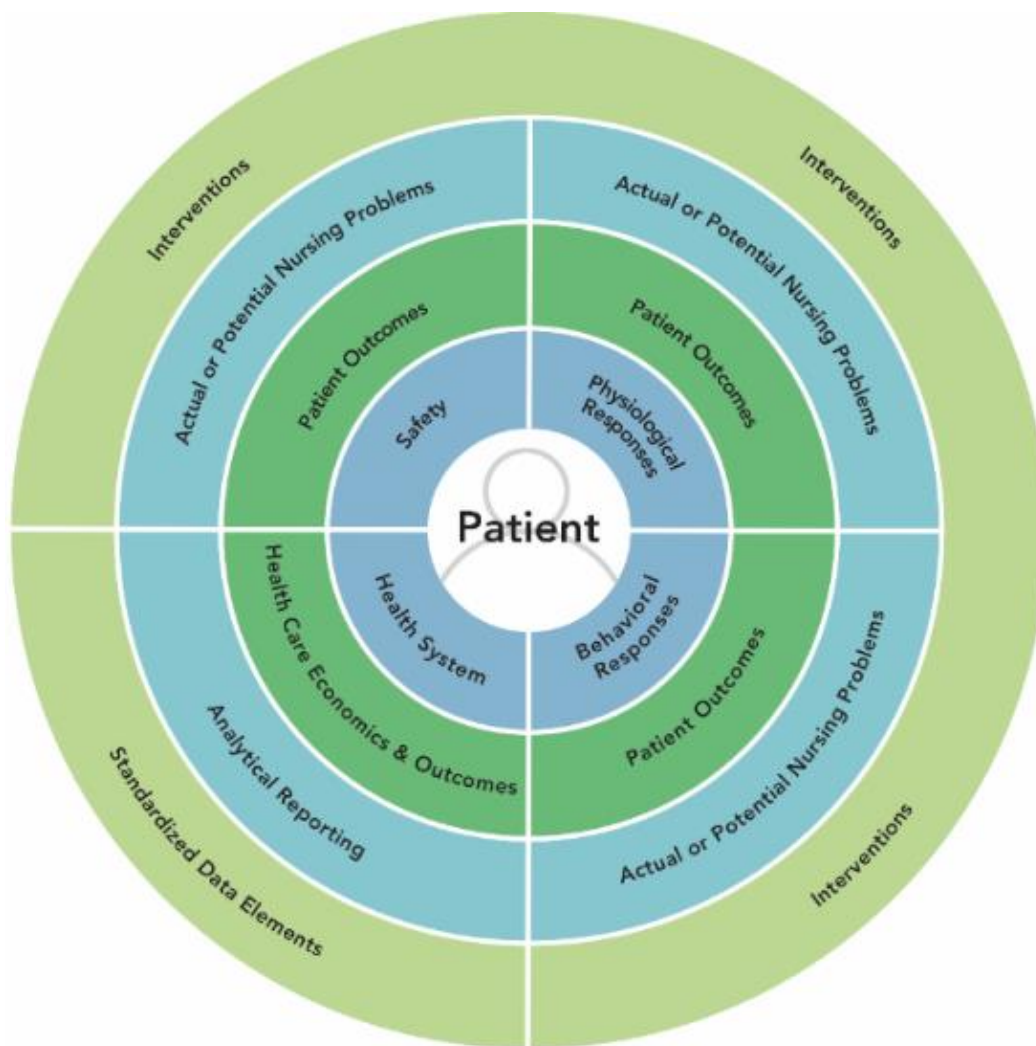 Interventions
Interventions
Actual or Potential Nursing Problems
Actual or Potential Nursing Problems
Patient Outcomes
Patient Outcomes
Safety
Physiological
Responses
Patient
Health System
Behavioral
Responses
Health Care Economics & Outcomes
Patient Outcomes
Analytical Reporting
Actual or Potential Nursing Problems
Standardized Data Elements
Interventions